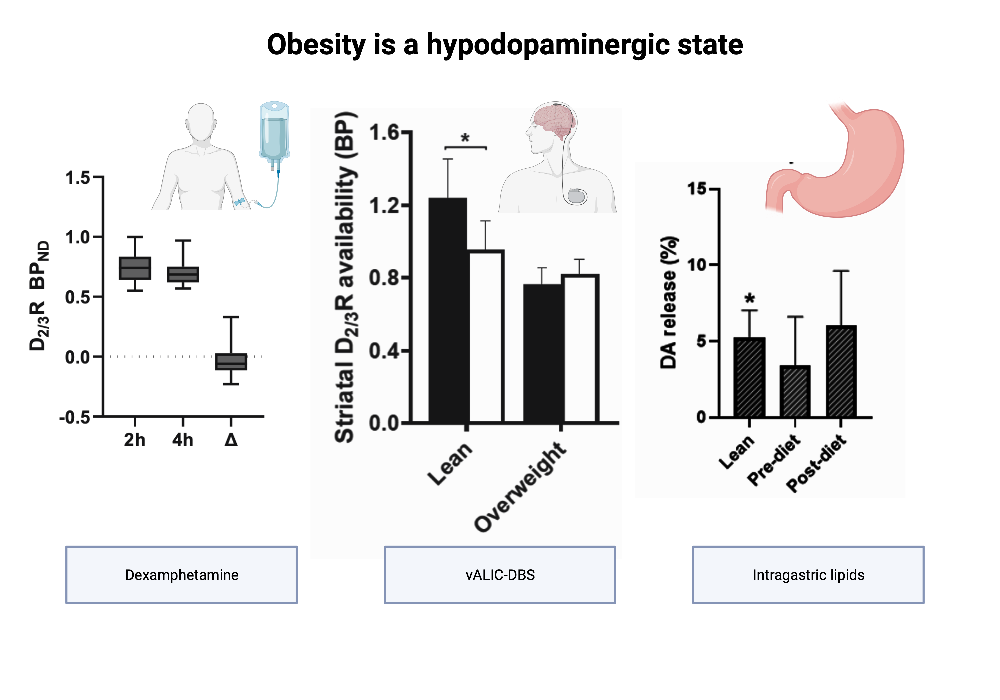 Obesity is a hypodopaminergic state
D2/3R BPND
1.5
1.0
0.5
0.0
-0.5
2h
4h
Δ
Striatal D2/3R availability (BP)
1.6
1.2
0.8
0.4
0.0
*
Lean
Overweight
DA release (%)
15
10
5
0
*
Lean
Pre-diet
Post-diet
Dexamphetamine
vALIC-DBS
Intragastric lipids